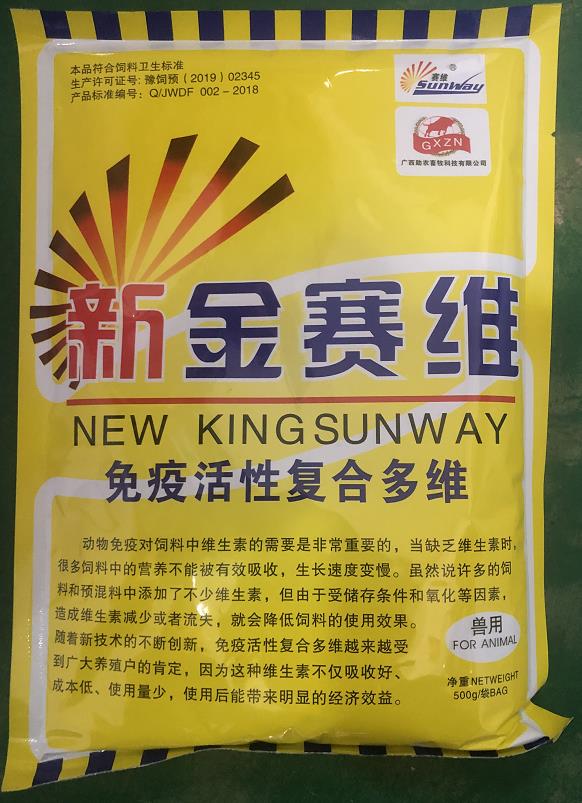 本品符合饲料卫生标准
生产许可证号:豫饲预(2019)02345
产品标准编号:Q/JWDF 002-2018
赛维®
Sunway
GXZN
广西助农畜牧科技有限公司
新金赛维
NEW KINGSUNWAY
免疫活性复合多维
动物免疫对饲料中维生素的需要是非常重要的,当缺乏维生素时,
很多饲料中的营养不能被有效吸收,生长速度变慢。虽然说许多的饲
料和预混料中添加了不少维生素,但由于受储存条件和氧化等因素,
造成维生素减少或者流失,就会降低饲料的使用效果。
随着新技术的不断创新,免疫活性复合多维越来越受
到广大养殖户的肯定,因为这种维生素不仅吸收好、
成本低、使用量少,使用后能带来明显的经济效益。
兽用
FOR ANIMAL
净重NETWEIGHT
500g/袋BAG